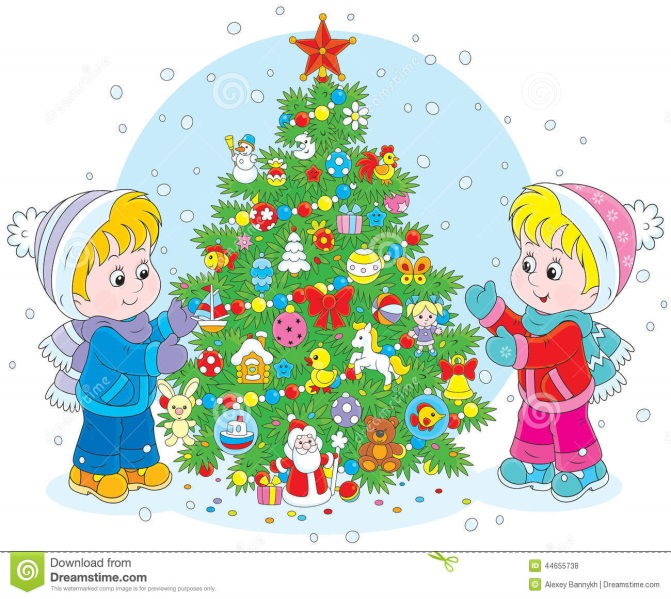 Download from
Dreamstime.com
This watermarked comp image is for previewing purposes only.
ID 44655738
© Alexey Bannykh | Dreamstime.com